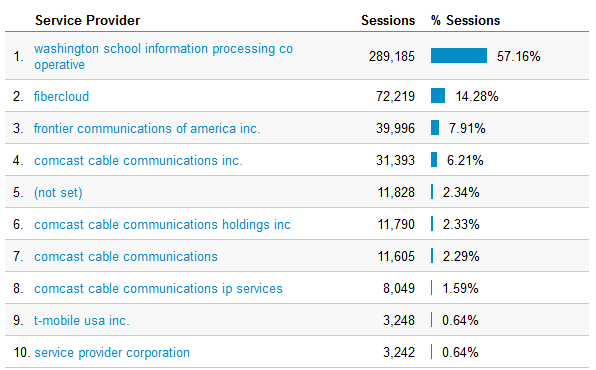 Service Provider Sessions % Sessions
1. washington school information processing co
operative 289,185 57.16%
2. fibercloud 72,219 14.28%
3. frontier communications of america inc. 39,996 7.91%
4. comcast cable communications inc. 31,393 6.21%
5. (not set) 11,828 2.34%
6. comcast cable communications holdings inc 11,790 2.33%
7. comcast cable communications 11,605 2.29%
8. comcast cable communications ip services 8,049 1.59%
9. t-mobile usa inc. 3,248 0.64%
10. service provider corporation 3,242 0.64%